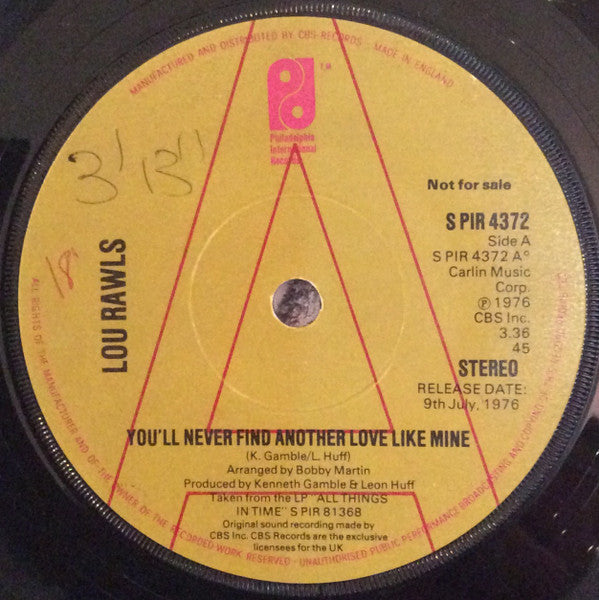 MANUFACTURED AND DISTRIBUTED BY CBS RECORDS · MADE IN ENGLAND
TM
Philadelphia
International
Records
3' 13"
18'
LOU RAWLS
Not for sale
S PIR 4372
Side A
S PIR 4372 A°
Carlin Music
Corp.
℗ 1976
CBS Inc.
3.36
45
STEREO
RELEASE DATE:
9th July, 1976
YOU'LL NEVER FIND ANOTHER LOVE LIKE MINE
(K. Gamble/L. Huff)
Arranged by Bobby Martin
Produced by Kenneth Gamble & Leon Huff
Taken from the LP "ALL THINGS
IN TIME" S PIR 81368
Original sound recording made by
CBS Inc. CBS Records are the exclusive
licensees for the UK
ALL RIGHTS OF THE MANUFACTURER AND OF THE OWNER OF THE RECORDED WORK RESERVED · UNAUTHORISED PUBLIC PERFORMANCE BROADCASTING AND COPYING OF THIS